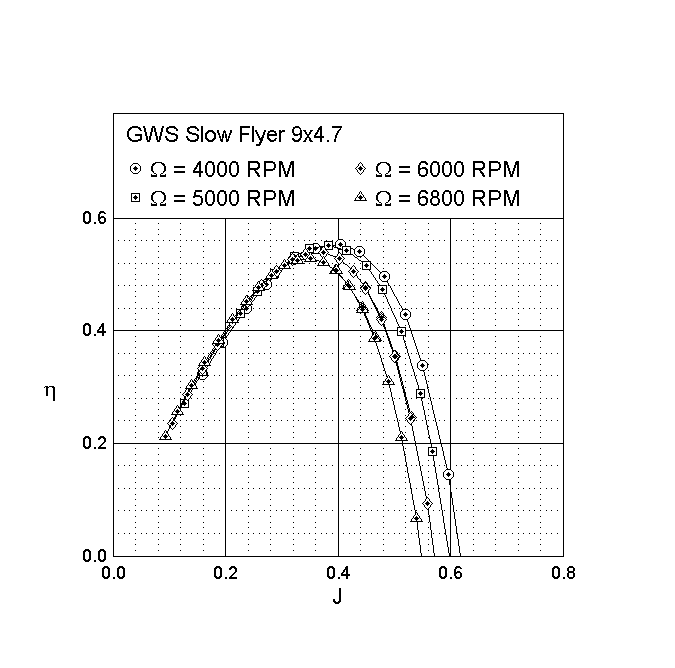 GWS Slow Flyer 9x4.7
Ω = 4000 RPM
Ω = 6000 RPM
Ω = 5000 RPM
Ω = 6800 RPM
0.6
0.4
η
0.2
0.0
0.0 0.2 0.4 0.6 0.8
J